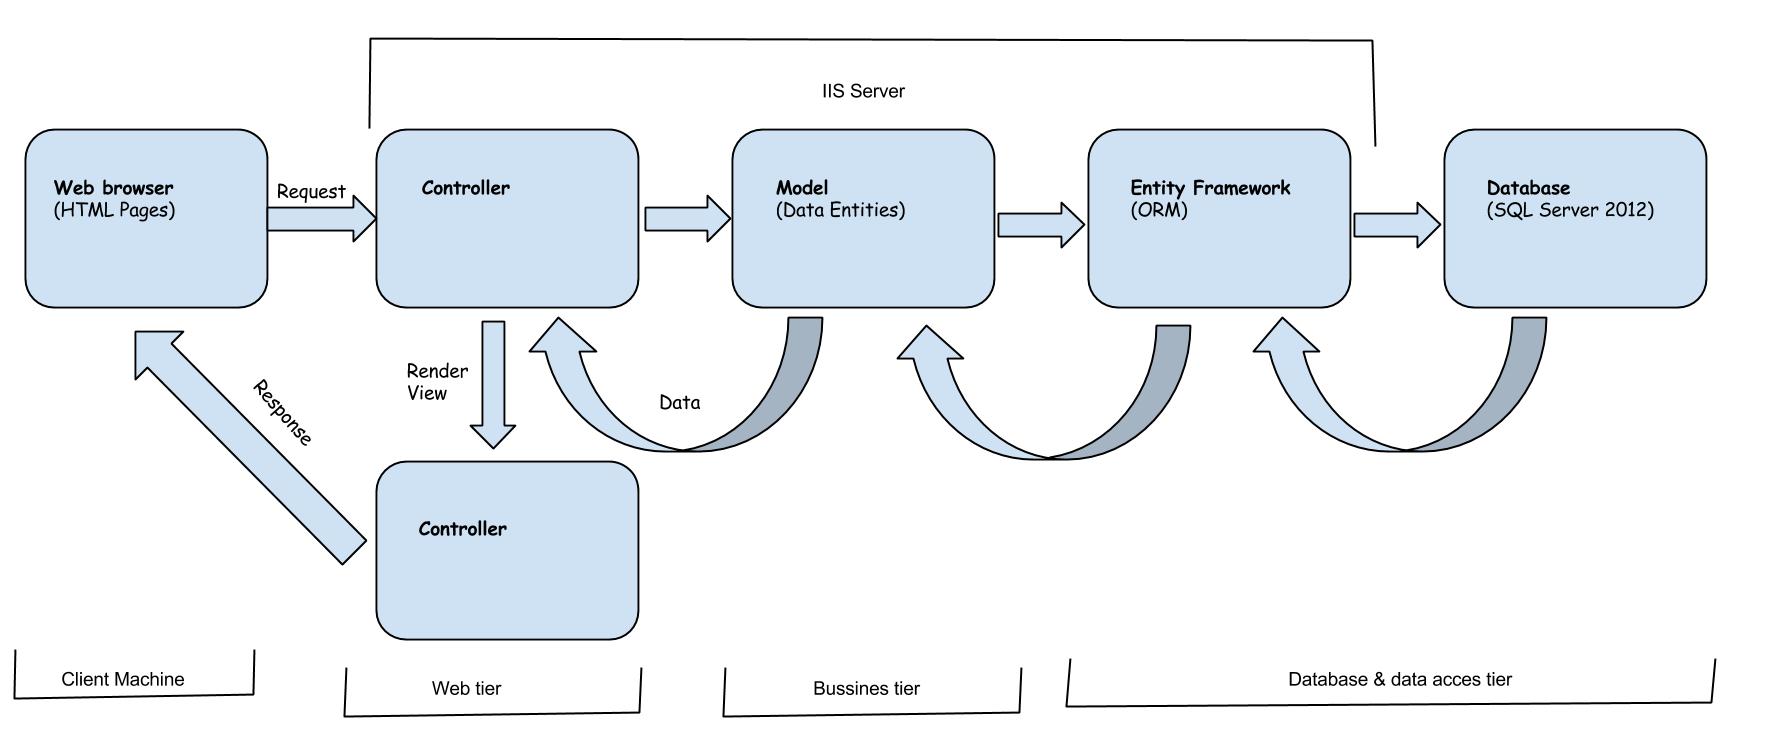 IIS Server
Web browser
(HTML Pages)
Request
Controller
Model
(Data Entities)
Entity Framework
(ORM)
Database
(SQL Server 2012)
Response
Render
View
Data
Controller
Client Machine
Web tier
Bussines tier
Database & data acces tier